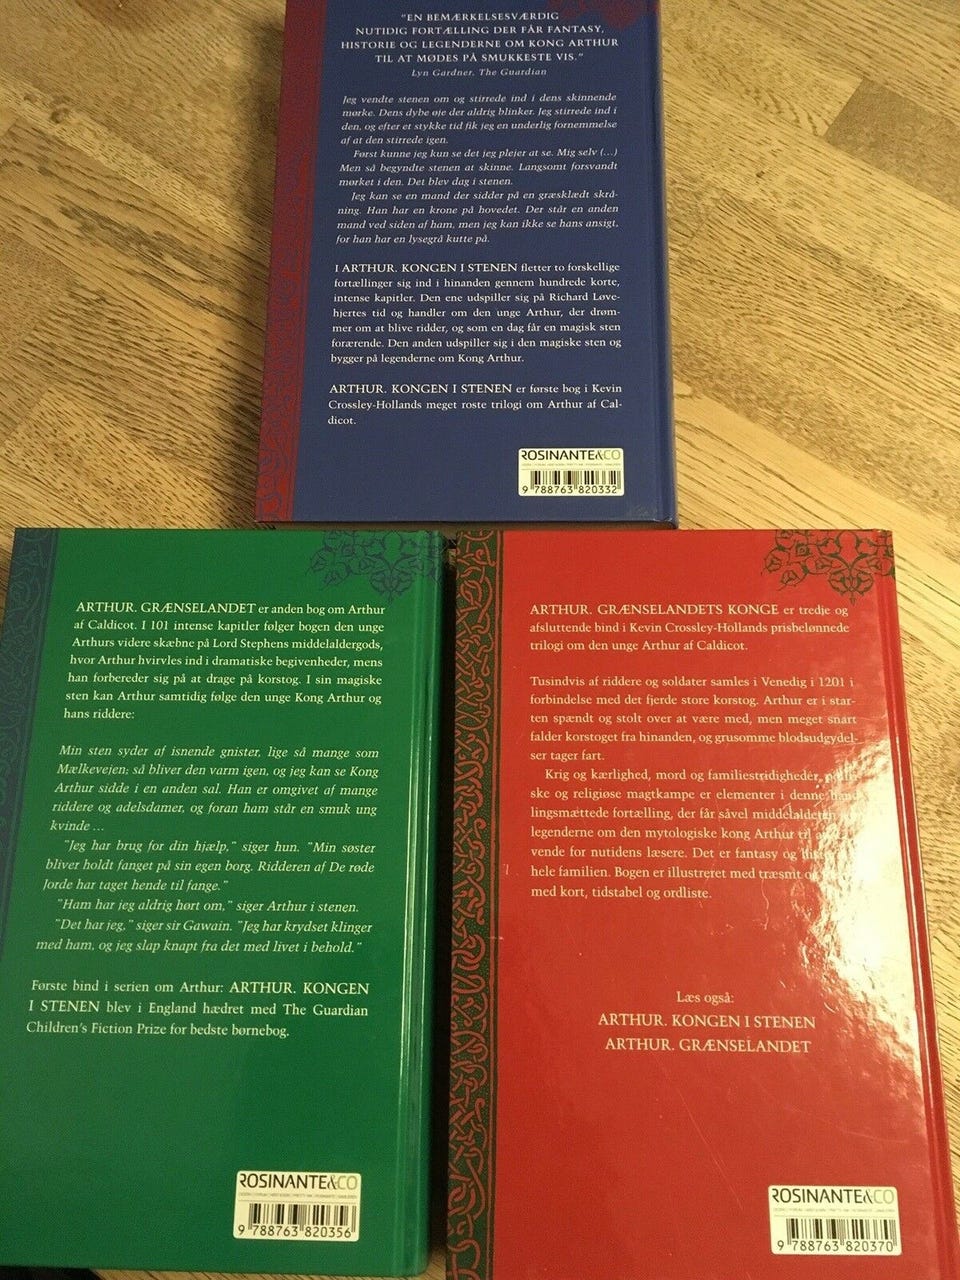 "EN BEMÆRKELSESVÆRDIG
NUTIDIG FORTÆLLING DER FÅR FANTASY,
HISTORIE OG LEGENDERNE OM KONG ARTHUR
TIL AT MØDES PÅ SMUKKESTE VIS."
Lyn Gardner, The Guardian
Jeg vendte stenen om og stirrede ind i dens skinnende
mørke. Dens dybe øje der aldrig blinker. Jeg stirrede ind i
den, og efter et stykke tid fik jeg en underlig fornemmelse
af at den stirrede igen.
Først kunne jeg kun se det jeg plejer at se. Mig selv (...)
Men så begyndte stenen at skinne. Langsomt forsvandt
mørket i den. Det blev dag i stenen.
Jeg kan se en mand der sidder på en græsklædt skrå-
ning. Han har en krone på hovedet. Der står en anden
mand ved siden af ham, men jeg kan ikke se hans ansigt,
for han har en lysegrå kutte på.
I ARTHUR. KONGEN I STENEN fletter to forskellige
fortællinger sig ind i hinanden gennem hundrede korte,
intense kapitler. Den ene udspiller sig på Richard Løve-
hjertes tid og handler om den unge Arthur, der drøm-
mer om at blive ridder, og som en dag får en magisk sten
forærende. Den anden udspiller sig i den magiske sten og
bygger på legenderne om Kong Arthur.
ARTHUR. KONGEN I STENEN er første bog i Kevin
Crossley-Hollands meget roste trilogi om Arthur af Cal-
dicot.
ROSINANTE&CO
9 788763 820332
ARTHUR. GRÆNSELANDET er anden bog om Arthur
af Caldicot. I 101 intense kapitler følger bogen den unge
Arthurs videre skæbne på Lord Stephens middelaldergods,
hvor Arthur hvirvles ind i dramatiske begivenheder, mens
han forbereder sig på at drage på korstog. I sin magiske
sten kan Arthur samtidig følge den unge Kong Arthur og
hans riddere:
Min sten syder af isnende gnister, lige så mange som
Mælkevejen; så bliver den varm igen, og jeg kan se Kong
Arthur sidde i en anden sal. Han er omgivet af mange
riddere og adelsdamer, og foran ham står en smuk ung
kvinde ...
"Jeg har brug for din hjælp," siger hun. "Min søster
bliver holdt fanget på sin egen borg. Ridderen af De røde
Jorde har taget hende til fange."
"Ham har jeg aldrig hørt om," siger Arthur i stenen.
"Det har jeg," siger sir Gawain. "Jeg har krydset klinger
med ham, og jeg slap knapt fra det med livet i behold."
Første bind i serien om Arthur: ARTHUR. KONGEN
I STENEN blev i England hædret med The Guardian
Children's Fiction Prize for bedste børnebog.
ROSINANTE&CO
9 788763 820356
ARTHUR. GRÆNSELANDETS KONGE er tredje og
afsluttende bind i Kevin Crossley-Hollands prisbelønnede
trilogi om den unge Arthur af Caldicot.
Tusindvis af riddere og soldater samles i Venedig i 1201 i
forbindelse med det fjerde store korstog. Arthur er i star-
ten spændt og stolt over at være med, men meget snart
falder korstoget fra hinanden, og grusomme blodsudgydel-
ser tager fart.
Krig og kærlighed, mord og familiestridigheder,
ske og religiøse magtkampe er elementer i denne
lingsmættede fortælling, der får såvel middelalderen
legenderne om den mytologiske kong Arthur til
vende for nutidens læsere. Det er fantasy og
hele familien. Bogen er illustreret med træsnit og
med kort, tidstabel og ordliste.
Læs også:
ARTHUR. KONGEN I STENEN
ARTHUR. GRÆNSELANDET
ROSINANTE&CO
9 788763 820370